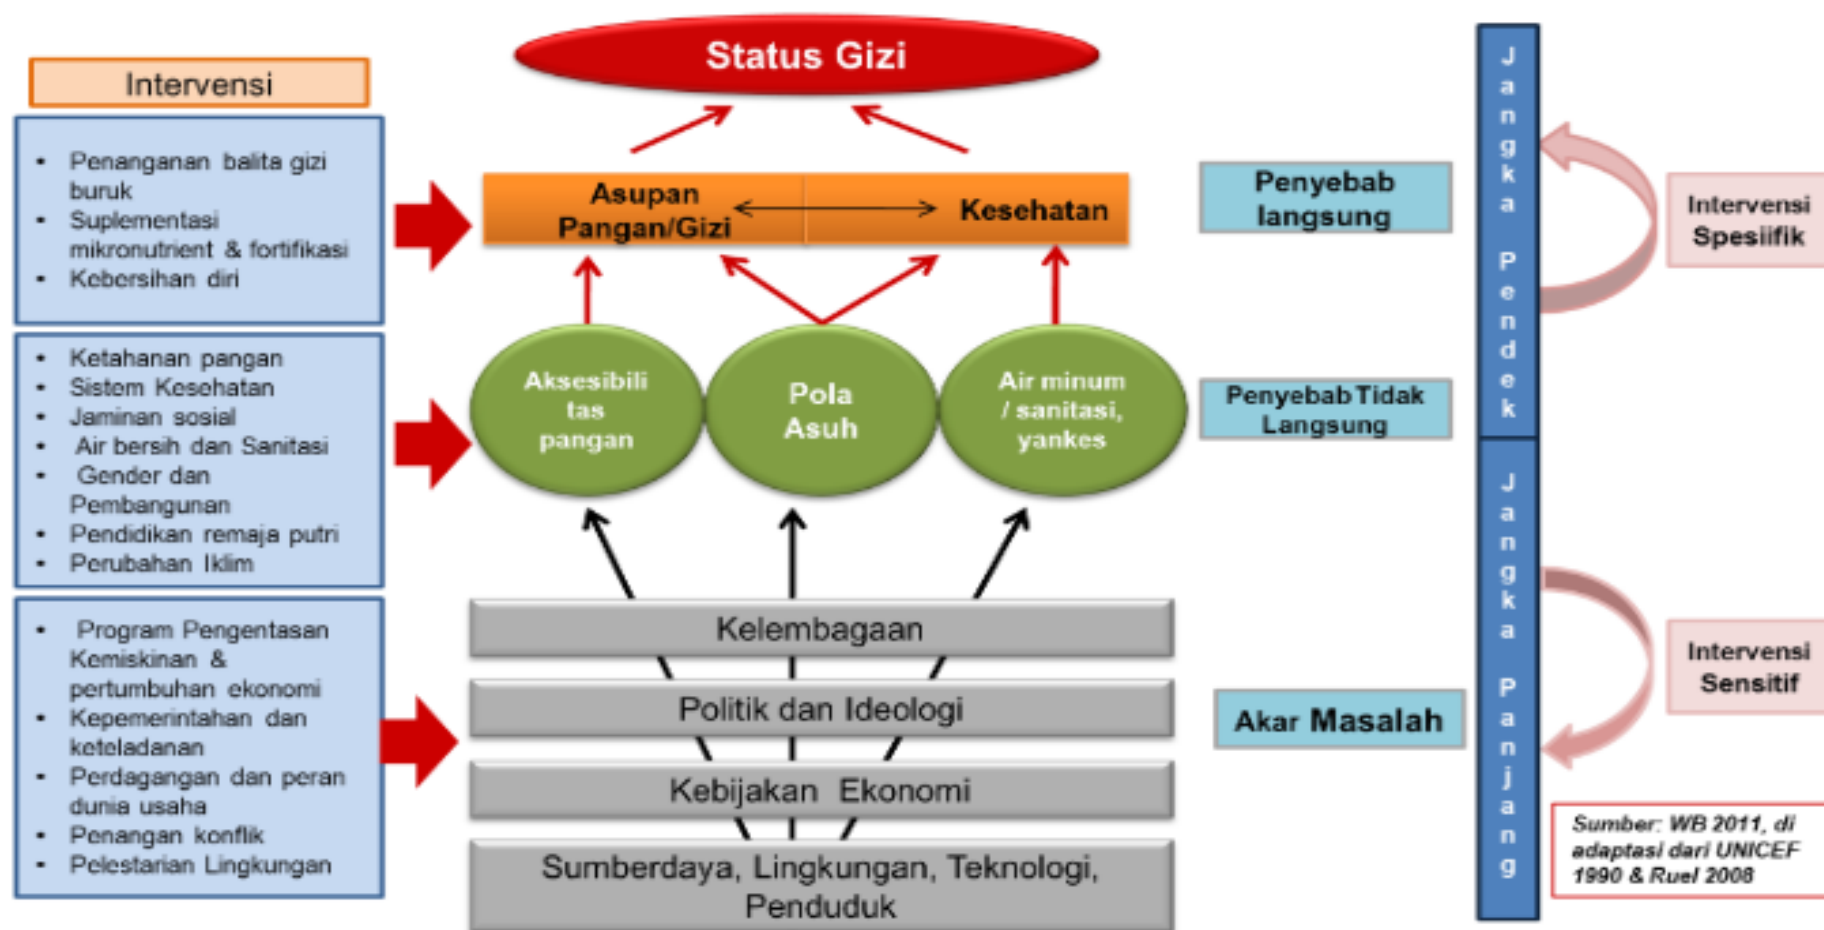 Status Gizi
Intervensi
• Penanganan balita gizi
buruk
• Suplementasi
mikronutrient & fortifikasi
• Kebersihan diri
Asupan
Pangan/Gizi
Kesehatan
Penyebab
langsung
• Ketahanan pangan
• Sistem Kesehatan
• Jaminan sosial
• Air bersih dan Sanitasi
• Gender dan
Pembangunan
• Pendidikan remaja putri
• Perubahan Iklim
Aksesibili
tas
pangan
Pola
Asuh
Air minum
/ sanitasi,
yankes
Penyebab Tidak
Langsung
• Program Pengentasan
Kemiskinan &
pertumbuhan ekonomi
• Kepemerintahan dan
keteladanan
• Perdagangan dan peran
dunia usaha
• Penangan konflik
• Pelestarian Lingkungan
Kelembagaan
Politik dan Ideologi
Kebijakan Ekonomi
Sumberdaya, Lingkungan, Teknologi,
Penduduk
Akar Masalah
Jangka Pendek
Jangka Panjang
Intervensi
Spesiifik
Intervensi
Sensitif
Sumber: WB 2011, di
adaptasi dari UNICEF
1990 & Ruel 2008